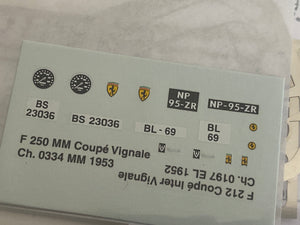 NP
95-ZR
NP-95-ZR
BS
23036
BS 23036
BL - 69
BL
69
F 250 MM Coupé Vignale
Ch. 0334 MM 1953
F 212 Coupé Inter Vignale
Ch. 0197 EL 1952